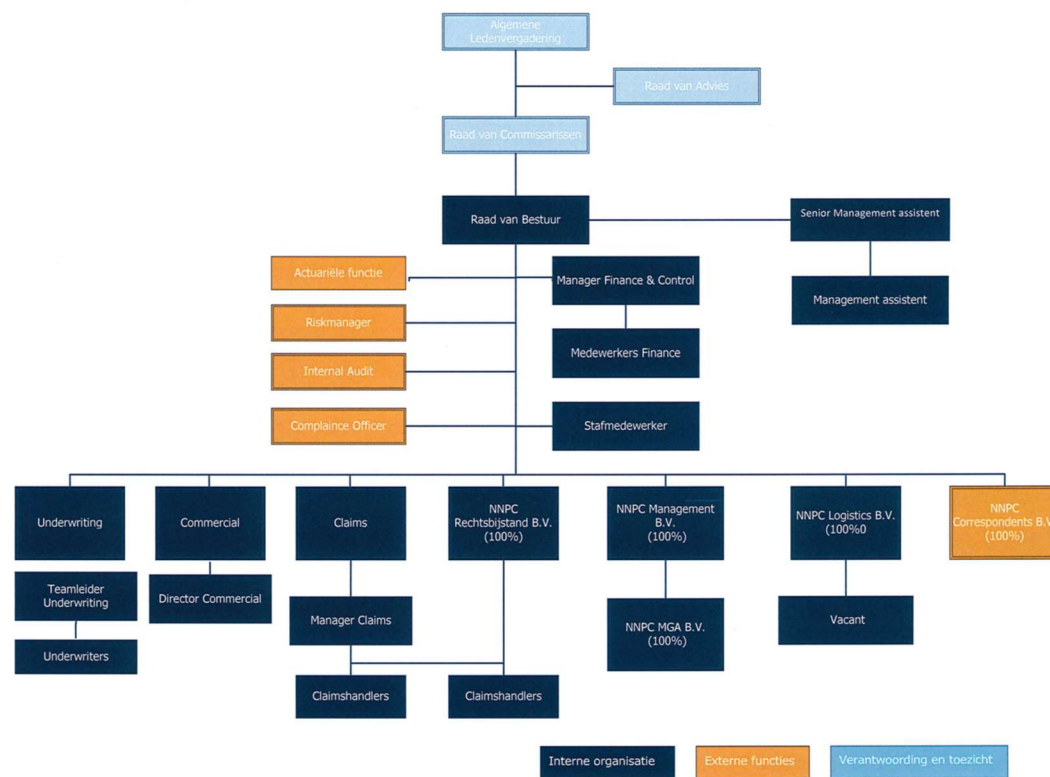 Algemene
Ledenvergadering
Raad van Advies
Raad van Commissarissen
Raad van Bestuur
Senior Management assistent
Management assistent
Actuariële functie
Manager Finance & Control
Riskmanager
Medewerkers Finance
Internal Audit
Complaince Officer
Stafmedewerker
Underwriting
Commercial
Claims
NNPC
Rechtsbijstand B.V.
(100%)
NNPC Management
B.V.
(100%)
NNPC Logistics B.V.
(100%0
NNPC
Correspondents B.V.
(100%)
Teamleider
Underwriting
Director Commercial
Manager Claims
NNPC MGA B.V.
(100%)
Vacant
Underwriters
Claimshandlers
Claimshandlers
Interne organisatie
Externe functies
Verantwoording en toezicht